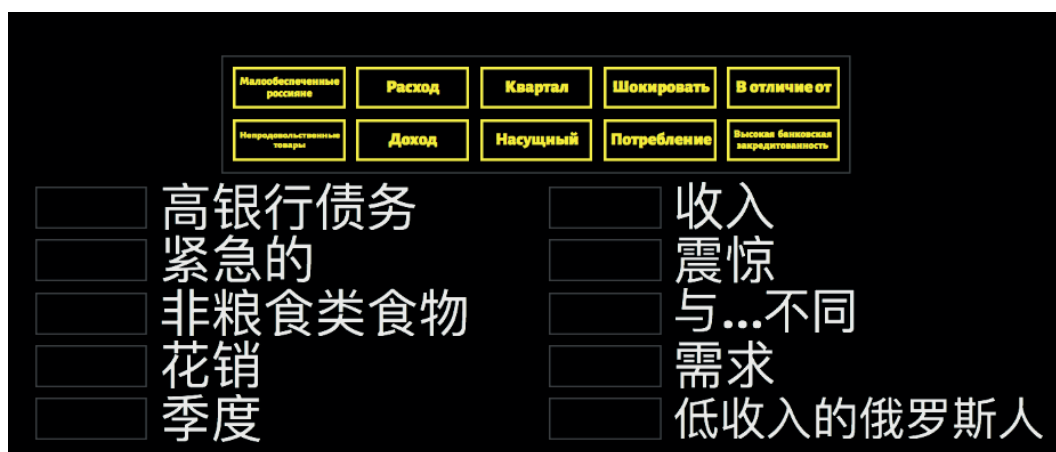 Малообеспеченные россияне
Расход
Квартал
Шокировать
В отличие от
Непродовольственные товары
Доход
Насущный
Потребление
Высокая банковская закредитованность
高银行债务
紧急的
非粮食类食物
花销
季度
收入
震惊
与...不同
需求
低收入的俄罗斯人